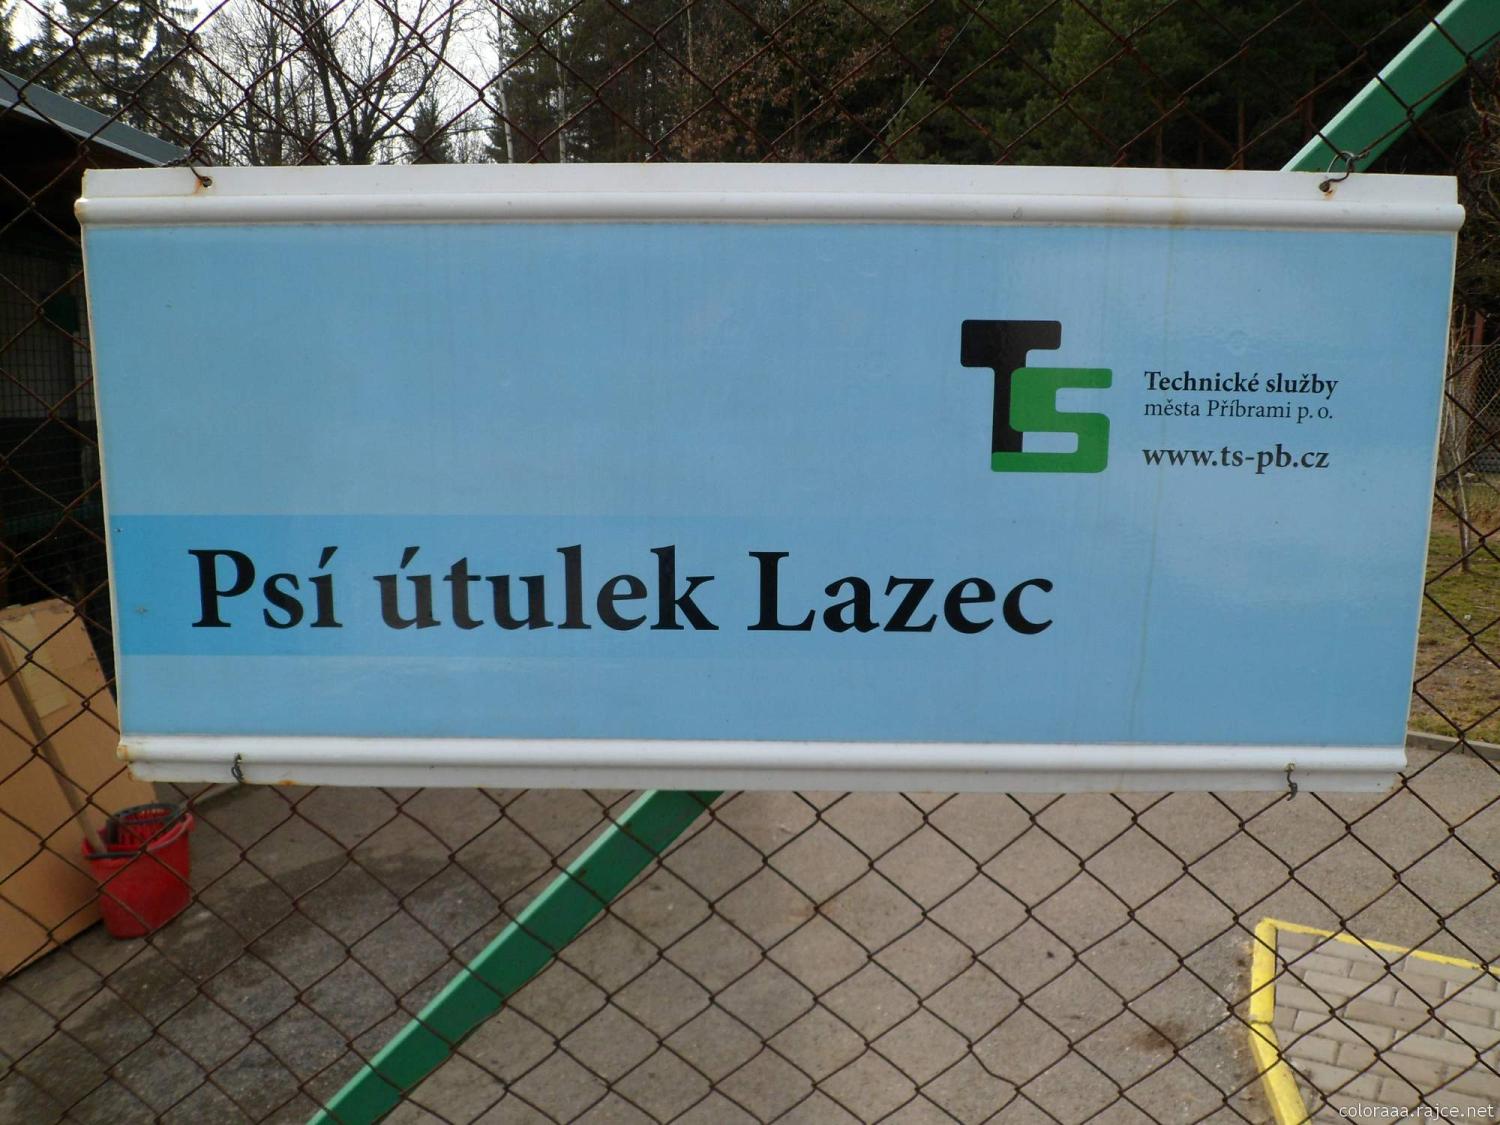 TS
Technické služby
města Příbrami p. o.
www.ts-pb.cz
Psí útulek Lazec
coloraaa.rajce.net